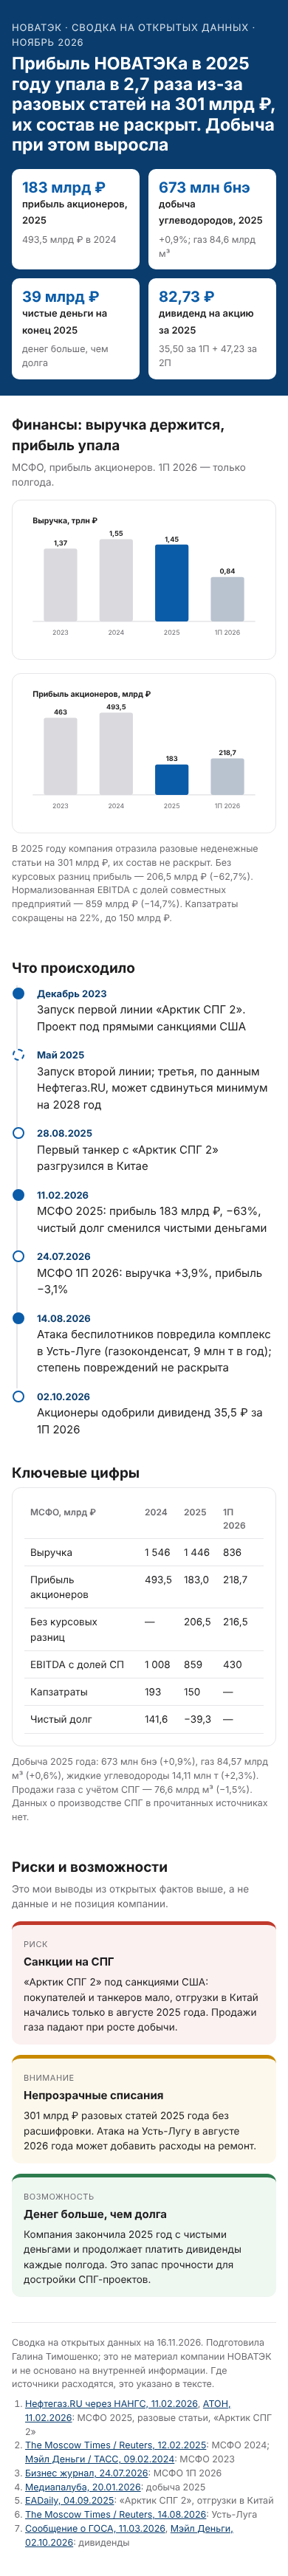 НОВАТЭК · СВОДКА НА ОТКРЫТЫХ ДАННЫХ ·
НОЯБРЬ 2026
Прибыль НОВАТЭКа в 2025
году упала в 2,7 раза из-за
разовых статей на 301 млрд ₽,
их состав не раскрыт. Добыча
при этом выросла
183 млрд ₽
прибыль акционеров,
2025
493,5 млрд ₽ в 2024
673 млн бнэ
добыча
углеводородов, 2025
+0,9%; газ 84,6 млрд
м³
39 млрд ₽
чистые деньги на
конец 2025
денег больше, чем
долга
82,73 ₽
дивиденд на акцию
за 2025
35,50 за 1П + 47,23 за
2П
Финансы: выручка держится,
прибыль упала
МСФО, прибыль акционеров. 1П 2026 — только
полгода.
Выручка, трлн ₽
1,37
1,55
1,45
0,84
2023
2024
2025
1П 2026
Прибыль акционеров, млрд ₽
463
493,5
183
218,7
2023
2024
2025
1П 2026
В 2025 году компания отразила разовые неденежные
статьи на 301 млрд ₽, их состав не раскрыт. Без
курсовых разниц прибыль — 206,5 млрд ₽ (−62,7%).
Нормализованная EBITDA с долей совместных
предприятий — 859 млрд ₽ (−14,7%). Капзатраты
сокращены на 22%, до 150 млрд ₽.
Что происходило
Декабрь 2023
Запуск первой линии «Арктик СПГ 2».
Проект под прямыми санкциями США
Май 2025
Запуск второй линии; третья, по данным
Нефтегаз.RU, может сдвинуться минимум
на 2028 год
28.08.2025
Первый танкер с «Арктик СПГ 2»
разгрузился в Китае
11.02.2026
МСФО 2025: прибыль 183 млрд ₽, −63%,
чистый долг сменился чистыми деньгами
24.07.2026
МСФО 1П 2026: выручка +3,9%, прибыль
−3,1%
14.08.2026
Атака беспилотников повредила комплекс
в Усть-Луге (газоконденсат, 9 млн т в год);
степень повреждений не раскрыта
02.10.2026
Акционеры одобрили дивиденд 35,5 ₽ за
1П 2026
Ключевые цифры
МСФО, млрд ₽ 2024 2025 1П
2026
Выручка 1 546 1 446 836
Прибыль
акционеров 493,5 183,0 218,7
Без курсовых
разниц — 206,5 216,5
EBITDA с долей СП 1 008 859 430
Капзатраты 193 150 —
Чистый долг 141,6 −39,3 —
Добыча 2025 года: 673 млн бнэ (+0,9%), газ 84,57 млрд
м³ (+0,6%), жидкие углеводороды 14,11 млн т (+2,3%).
Продажи газа с учётом СПГ — 76,6 млрд м³ (−1,5%).
Данных о производстве СПГ в прочитанных источниках
нет.
Риски и возможности
Это мои выводы из открытых фактов выше, а не
данные и не позиция компании.
РИСК
Санкции на СПГ
«Арктик СПГ 2» под санкциями США:
покупателей и танкеров мало, отгрузки в Китай
начались только в августе 2025 года. Продажи
газа падают при росте добычи.
ВНИМАНИЕ
Непрозрачные списания
301 млрд ₽ разовых статей 2025 года без
расшифровки. Атака на Усть-Лугу в августе
2026 года может добавить расходы на ремонт.
ВОЗМОЖНОСТЬ
Денег больше, чем долга
Компания закончила 2025 год с чистыми
деньгами и продолжает платить дивиденды
каждые полгода. Это запас прочности для
достройки СПГ-проектов.
Сводка на открытых данных на 16.11.2026. Подготовила
Галина Тимошенко; это не материал компании НОВАТЭК
и не основано на внутренней информации. Где
источники расходятся, это указано в тексте.
1. Нефтегаз.RU через НАНГС, 11.02.2026, АТОН,
11.02.2026: МСФО 2025, разовые статьи, «Арктик СПГ
2»
2. The Moscow Times / Reuters, 12.02.2025: МСФО 2024;
Мэйл Деньги / ТАСС, 09.02.2024: МСФО 2023
3. Бизнес журнал, 24.07.2026: МСФО 1П 2026
4. Медиапалуба, 20.01.2026: добыча 2025
5. EADaily, 04.09.2025: «Арктик СПГ 2», отгрузки в Китай
6. The Moscow Times / Reuters, 14.08.2026: Усть-Луга
7. Сообщение о ГОСА, 11.03.2026, Мэйл Деньги,
02.10.2026: дивиденды